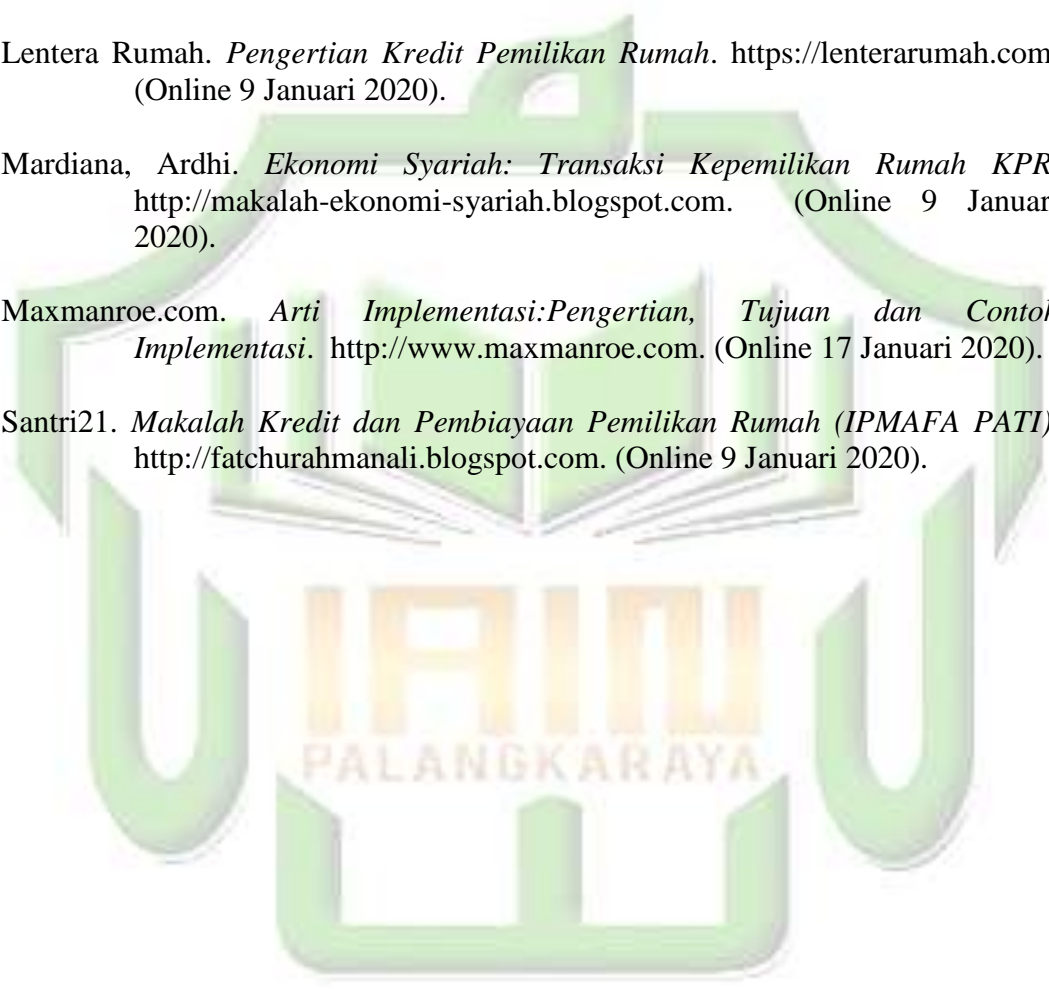 Lentera Rumah. Pengertian Kredit Pemilikan Rumah. https://lenterarumah.com
(Online 9 Januari 2020).
Mardiana, Ardhi. Ekonomi Syariah: Transaksi Kepemilikan Rumah KPR
http://makalah-ekonomi-syariah.blogspot.com. (Online 9 Januar
2020).
Maxmanroe.com. Arti Implementasi:Pengertian, Tujuan dan Contoh
Implementasi. http://www.maxmanroe.com. (Online 17 Januari 2020).
Santri21. Makalah Kredit dan Pembiayaan Pemilikan Rumah (IPMAFA PATI)
http://fatchurahmanali.blogspot.com. (Online 9 Januari 2020).
IAIN
PALANGKARAYA